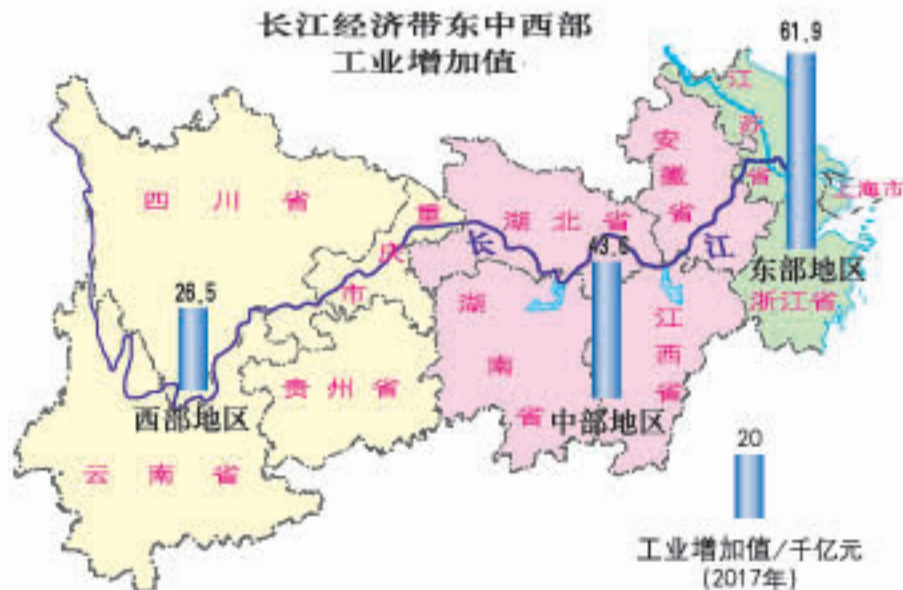 长江经济带东中西部
工业增加值
61.9
江苏省
安徽省
上海市
四川省
重庆市
湖北省
长江
43.6
东部地区
浙江省
26.5
湖南省
江西省
贵州省
西部地区
中部地区
云南省
20
工业增加值/千亿元
(2017年)